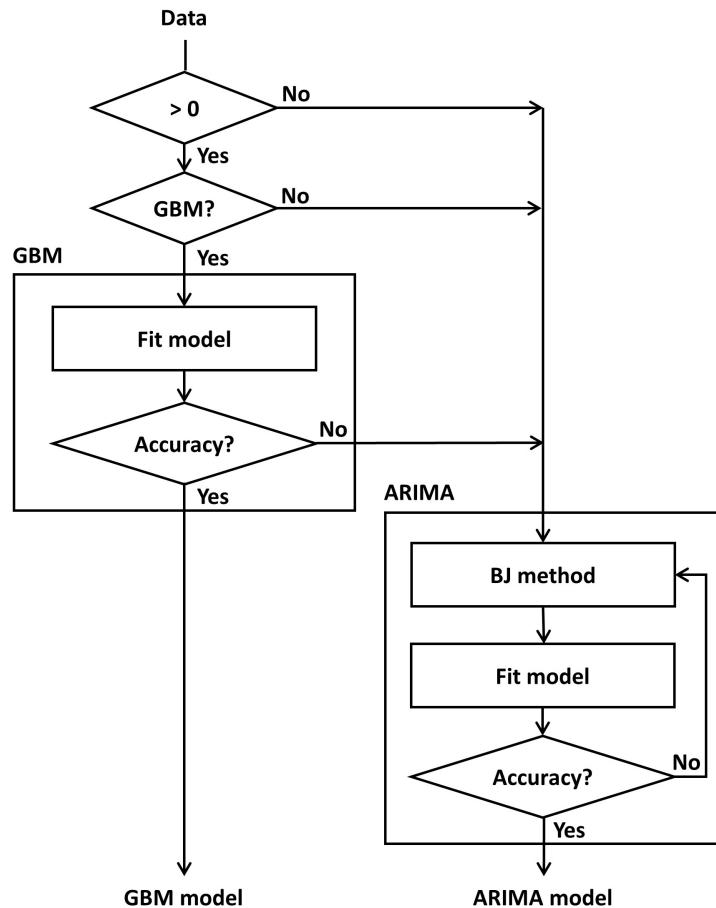 Data
> 0
No
Yes
GBM?
No
Yes
GBM
Fit model
Accuracy?
No
Yes
ARIMA
BJ method
Fit model
Accuracy?
No
Yes
GBM model
ARIMA model